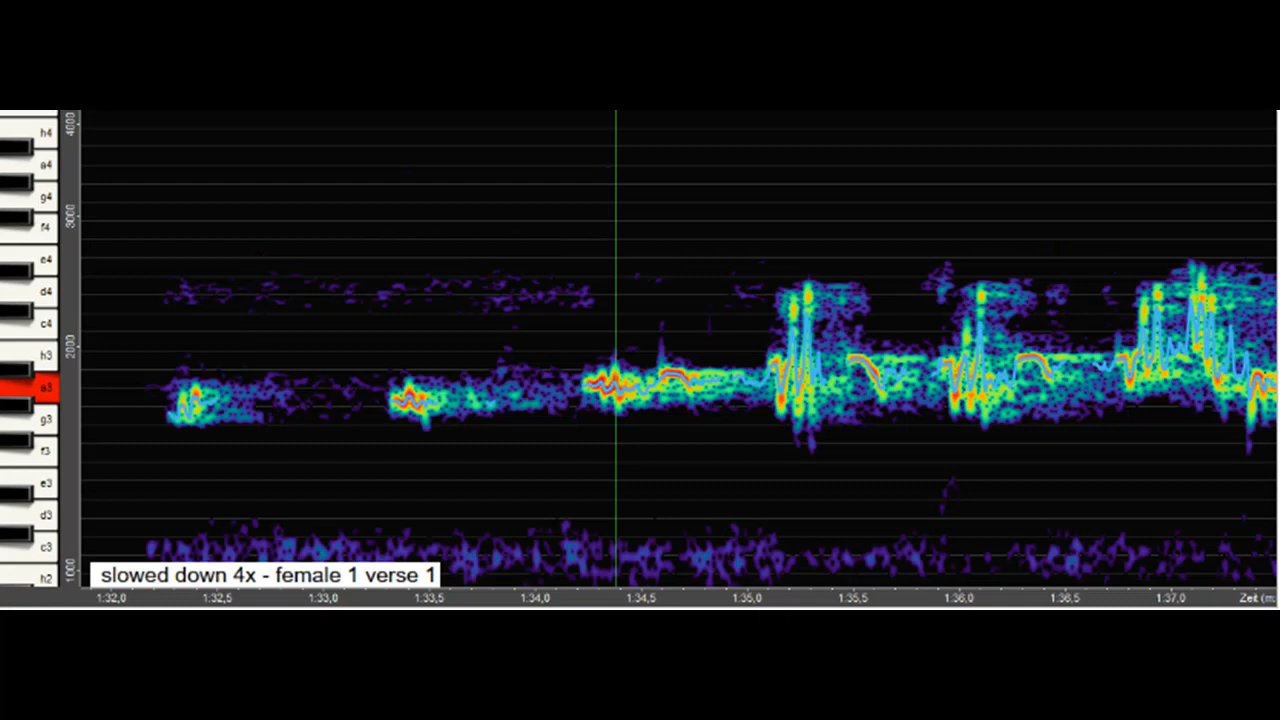 h4
a4
g4
f4
e4
d4
c4
h3
a3
g3
f3
e3
d3
c3
h2
4000
3000
2000
1000
slowed down 4x - female 1 verse 1
1:32,0 1:32,5 1:33,0 1:33,5 1:34,0 1:34,5 1:35,0 1:35,5 1:36,0 1:36,5 1:37,0 Zeit (m: